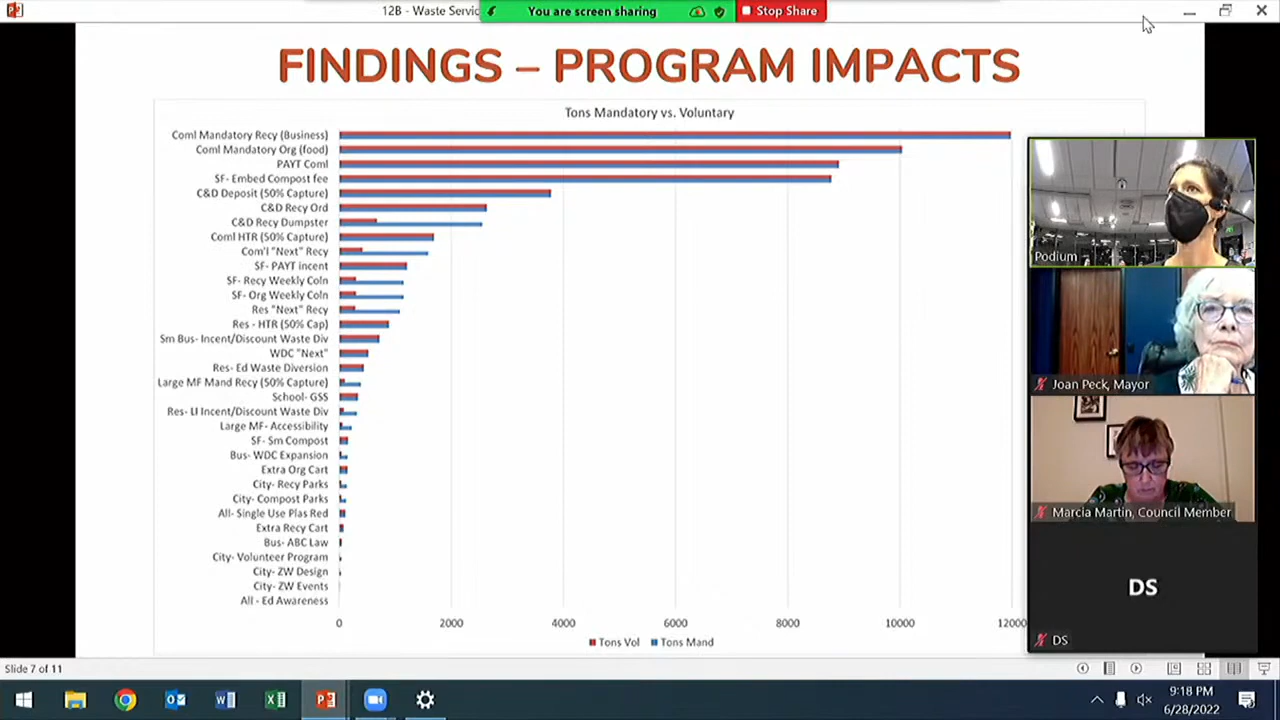 12B - Waste Servic
You are screen sharing
Stop Share
FINDINGS – PROGRAM IMPACTS
Tons Mandatory vs. Voluntary
Coml Mandatory Recy (Business)
Coml Mandatory Org (food)
PAYT Coml
SF- Embed Compost fee
C&D Deposit (50% Capture)
C&D Recy Ord
C&D Recy Dumpster
Coml HTR (50% Capture)
Com'l "Next" Recy
SF- PAYT incent
SF- Recy Weekly Coln
SF- Org Weekly Coln
Res "Next" Recy
Res - HTR (50% Cap)
Sm Bus- Incent/Discount Waste Div
WDC "Next"
Res- Ed Waste Diversion
Large MF Mand Recy (50% Capture)
School- GSS
Res- LI Incent/Discount Waste Div
Large MF- Accessibility
SF- Sm Compost
Bus- WDC Expansion
Extra Org Cart
City- Recy Parks
City- Compost Parks
All- Single Use Plas Red
Extra Recy Cart
Bus- ABC Law
City- Volunteer Program
City- ZW Design
City- ZW Events
All - Ed Awareness
0 2000 4000 6000 8000 10000 12000
Tons Vol Tons Mand
Podium
Joan Peck, Mayor
Marcia Martin, Council Member
DS
DS
Slide 7 of 11
9:18 PM
6/28/2022